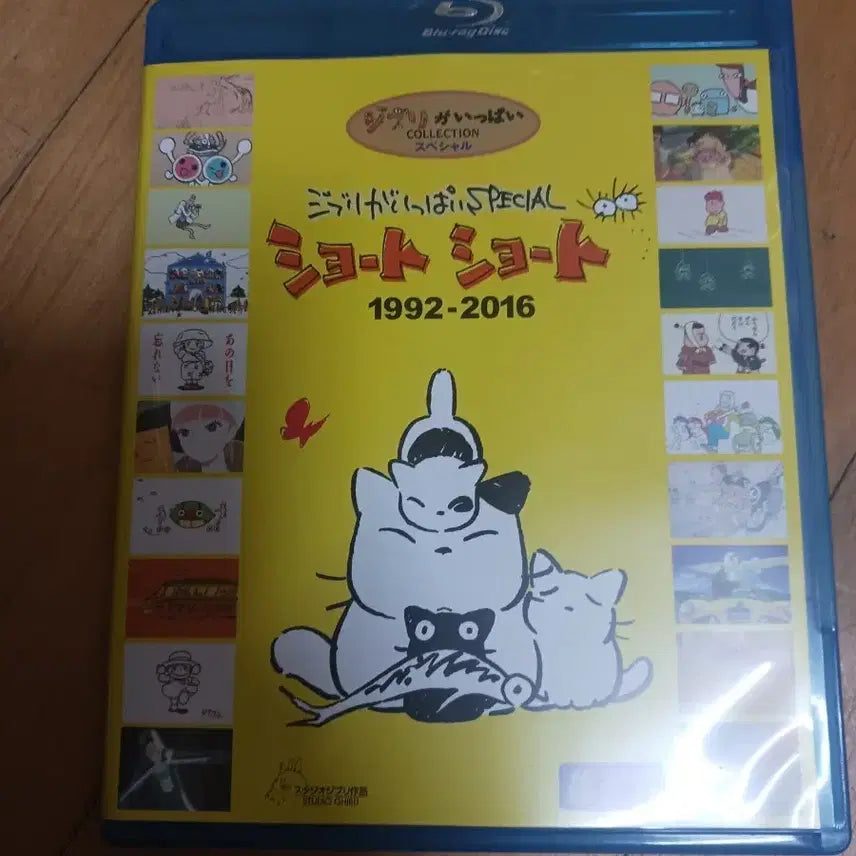 Blu-ray Disc
ジブリがいっぱい
COLLECTION
スペシャル
ジブリがいっぱいSPECIAL
ショート ショート
1992-2016
あの日を
忘れない
スタジオジブリ作品
STUDIO GHIBLI